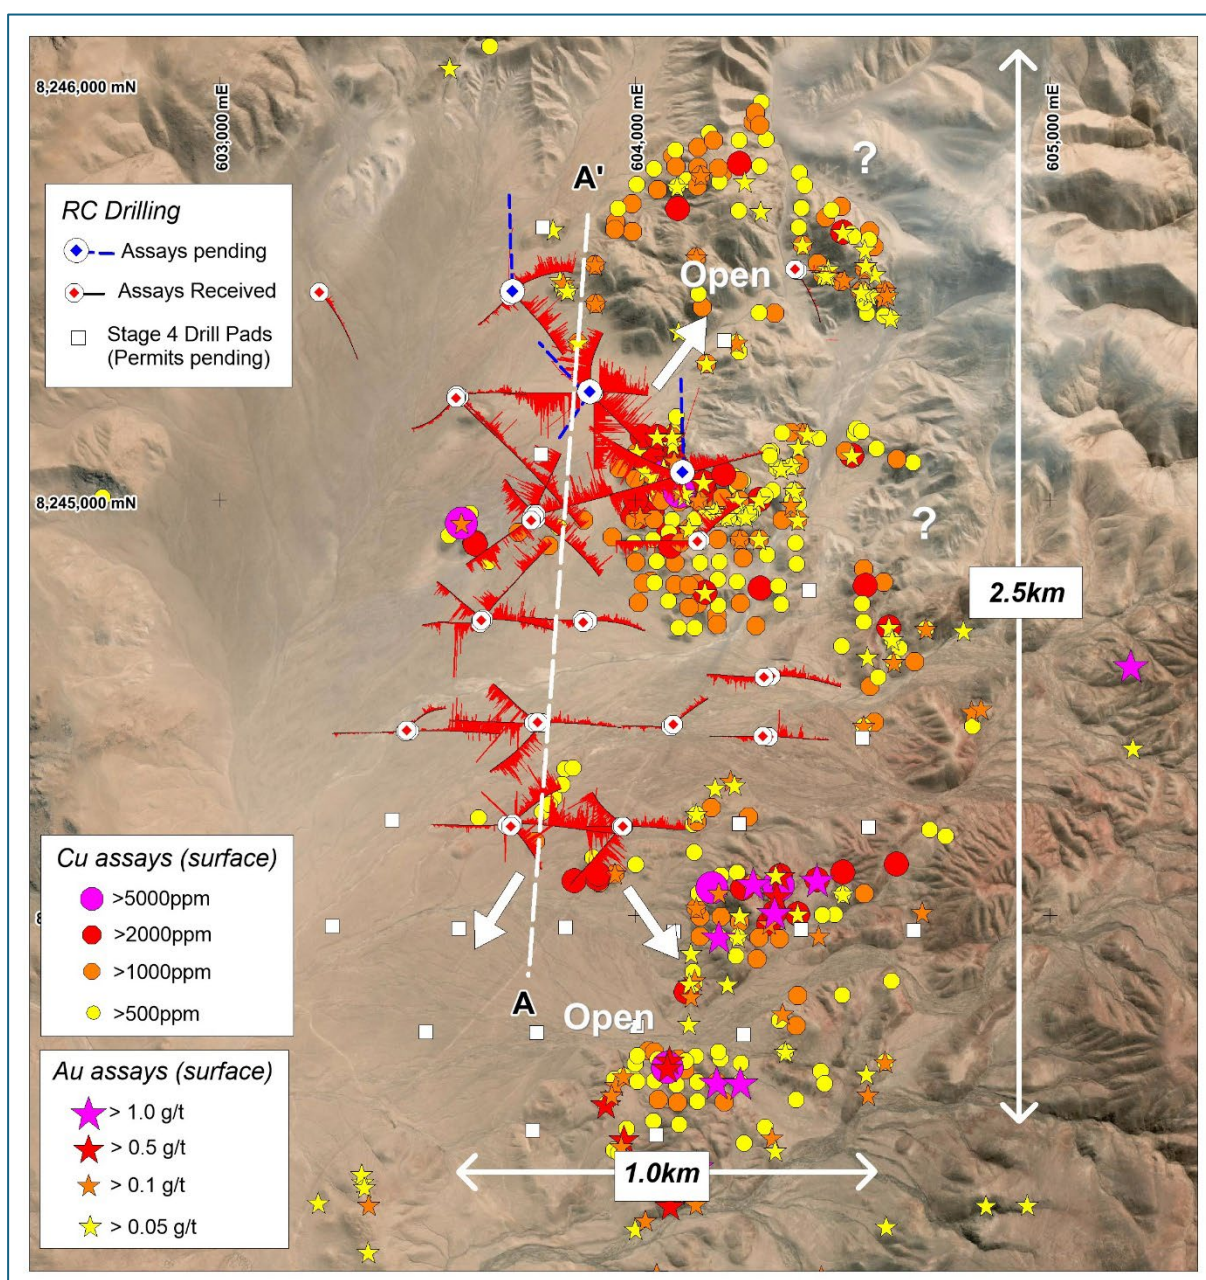 8,246,000 mN
603,000 mE
604,000 mE
605,000 mE
?
A'
RC Drilling
Assays pending
Assays Received
Stage 4 Drill Pads
(Permits pending)
Open
8,245,000 mN
?
2.5km
Cu assays (surface)
>5000ppm
>2000ppm
>1000ppm
>500ppm
8,
A
Open
Au assays (surface)
> 1.0 g/t
> 0.5 g/t
> 0.1 g/t
> 0.05 g/t
1.0km